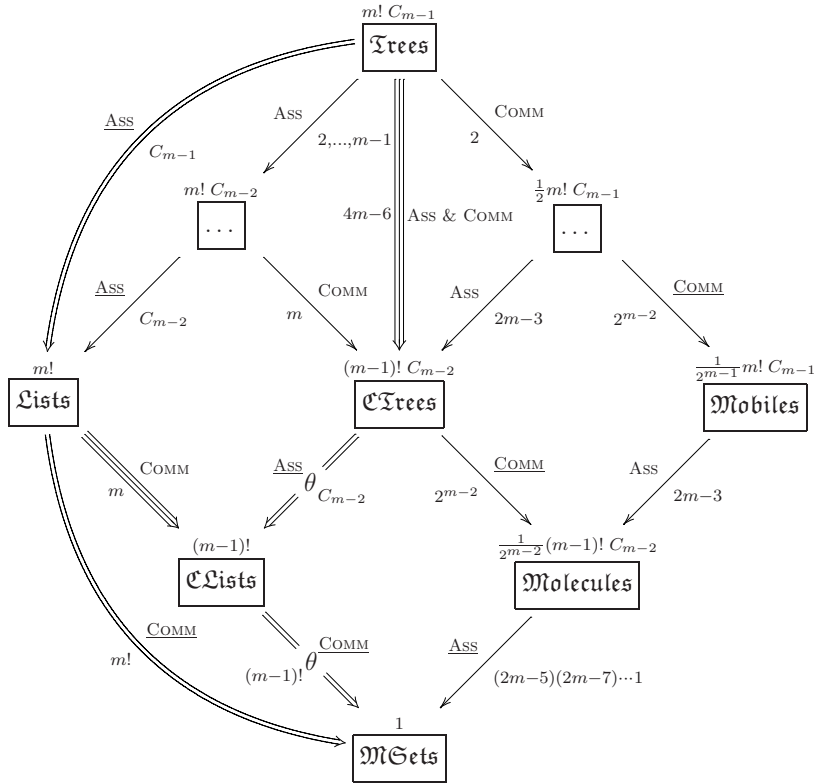 m! C_{m−1}
𝔗rees
Ass
Comm
Ass
2,...,m−1
2
C_{m−1}
m! C_{m−2}
½m! C_{m−1}
...
4m−6
Ass & Comm
...
Ass
Comm
Ass
Comm
C_{m−2}
m
2m−3
2^{m−2}
m!
(m−1)! C_{m−2}
\frac{1}{2^{m−1}}m! C_{m−1}
𝔏ists
ℭ𝔗rees
𝔐obiles
Comm
Ass
Comm
Ass
m
θ
C_{m−2}
2^{m−2}
2m−3
(m−1)!
\frac{1}{2^{m−2}}(m−1)! C_{m−2}
ℭ𝔏ists
𝔐olecules
Comm
Comm
Ass
m!
(m−1)!
θ
(2m−5)(2m−7)···1
1
𝔐𝔖ets